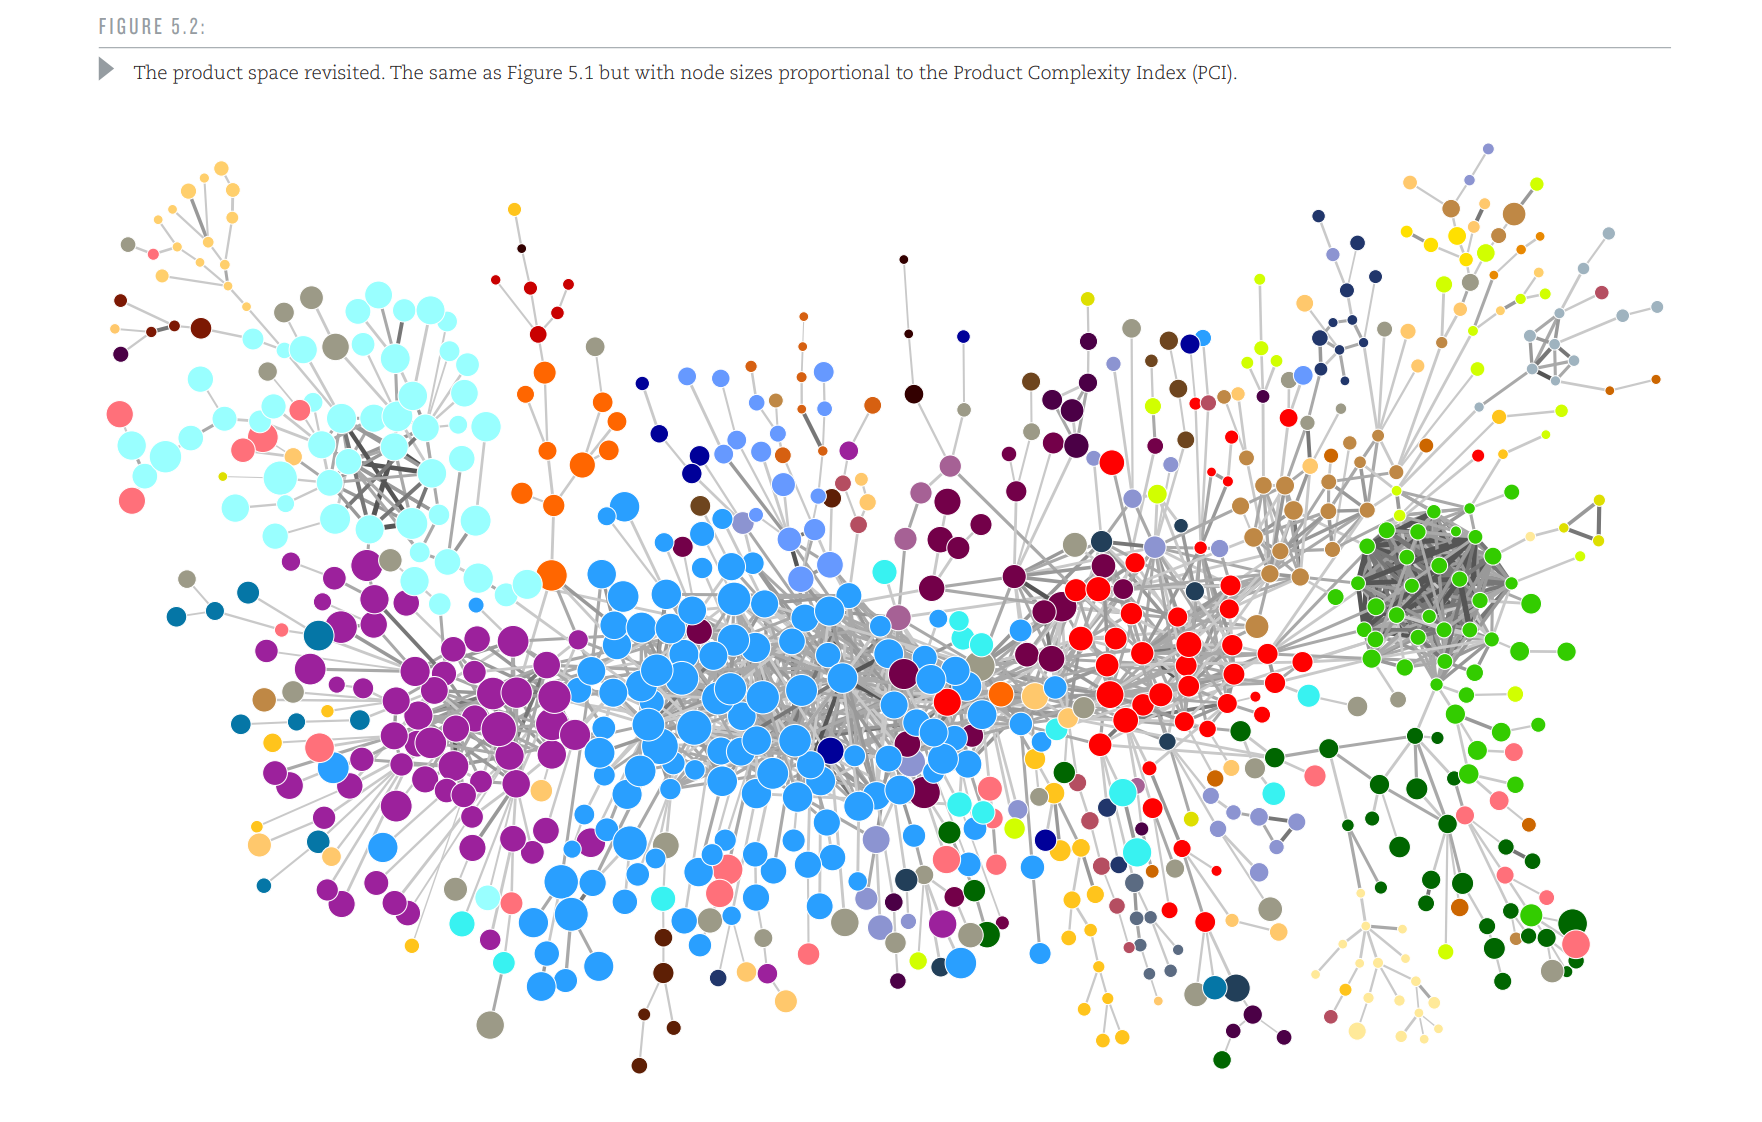 FIGURE 5.2:
The product space revisited. The same as Figure 5.1 but with node sizes proportional to the Product Complexity Index (PCI).